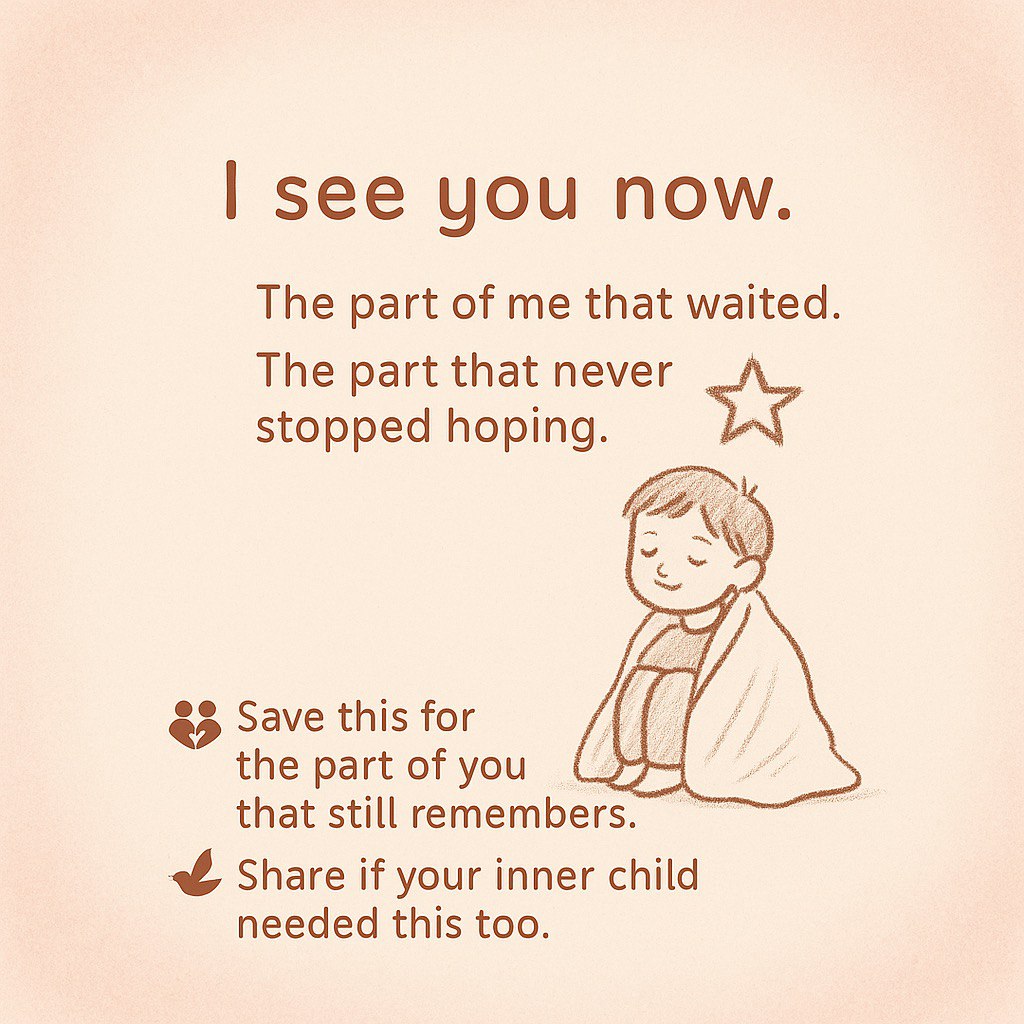 I see you now.
The part of me that waited.
The part that never
stopped hoping.
Save this for
the part of you
that still remembers.
Share if your inner child
needed this too.